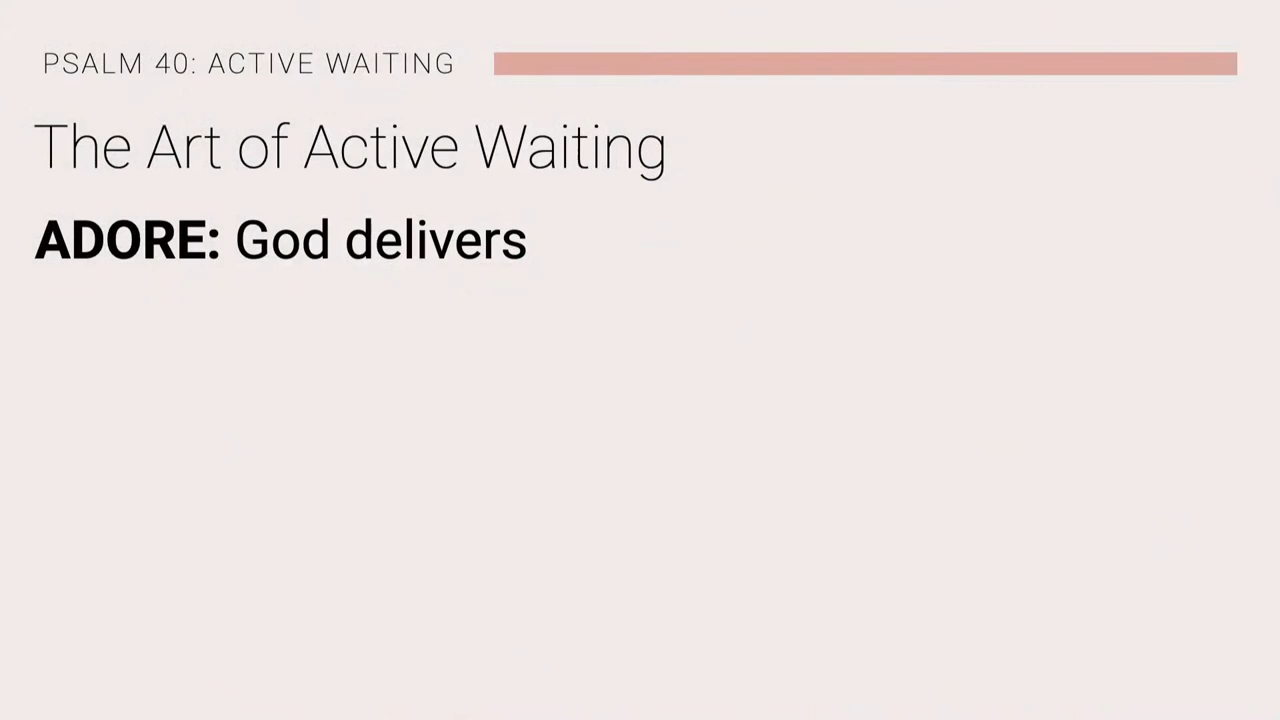 PSALM 40: ACTIVE WAITING
The Art of Active Waiting
ADORE: God delivers